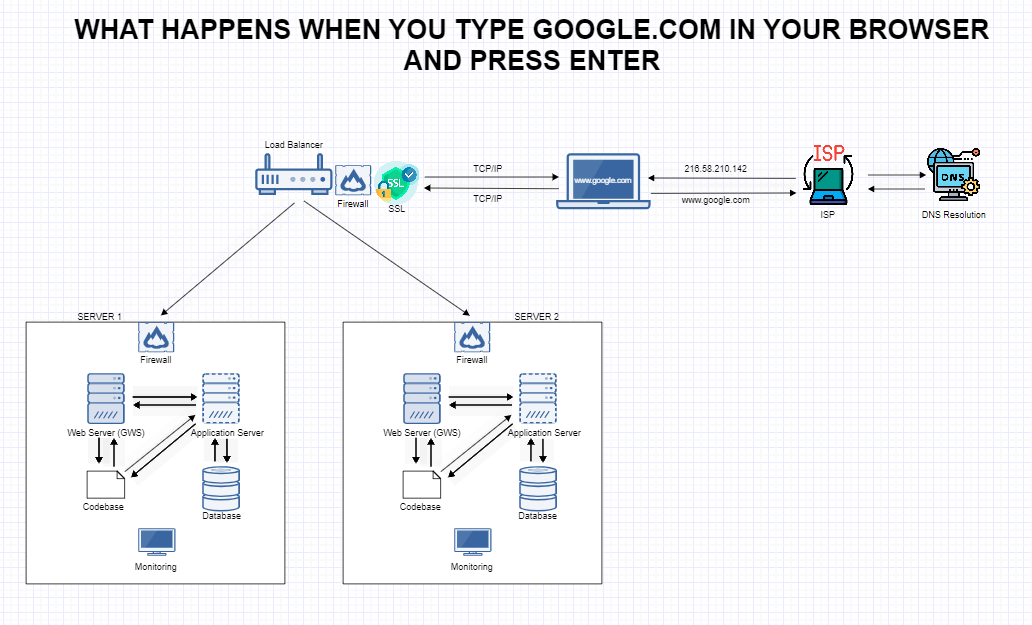 WHAT HAPPENS WHEN YOU TYPE GOOGLE.COM IN YOUR BROWSER
AND PRESS ENTER
Load Balancer
Firewall
SSL
SSL
TCP/IP
TCP/IP
www.google.com
216.58.210.142
www.google.com
ISP
ISP
DNS
DNS Resolution
SERVER 1
Firewall
Web Server (GWS)
Application Server
Codebase
Database
Monitoring
SERVER 2
Firewall
Web Server (GWS)
Application Server
Codebase
Database
Monitoring